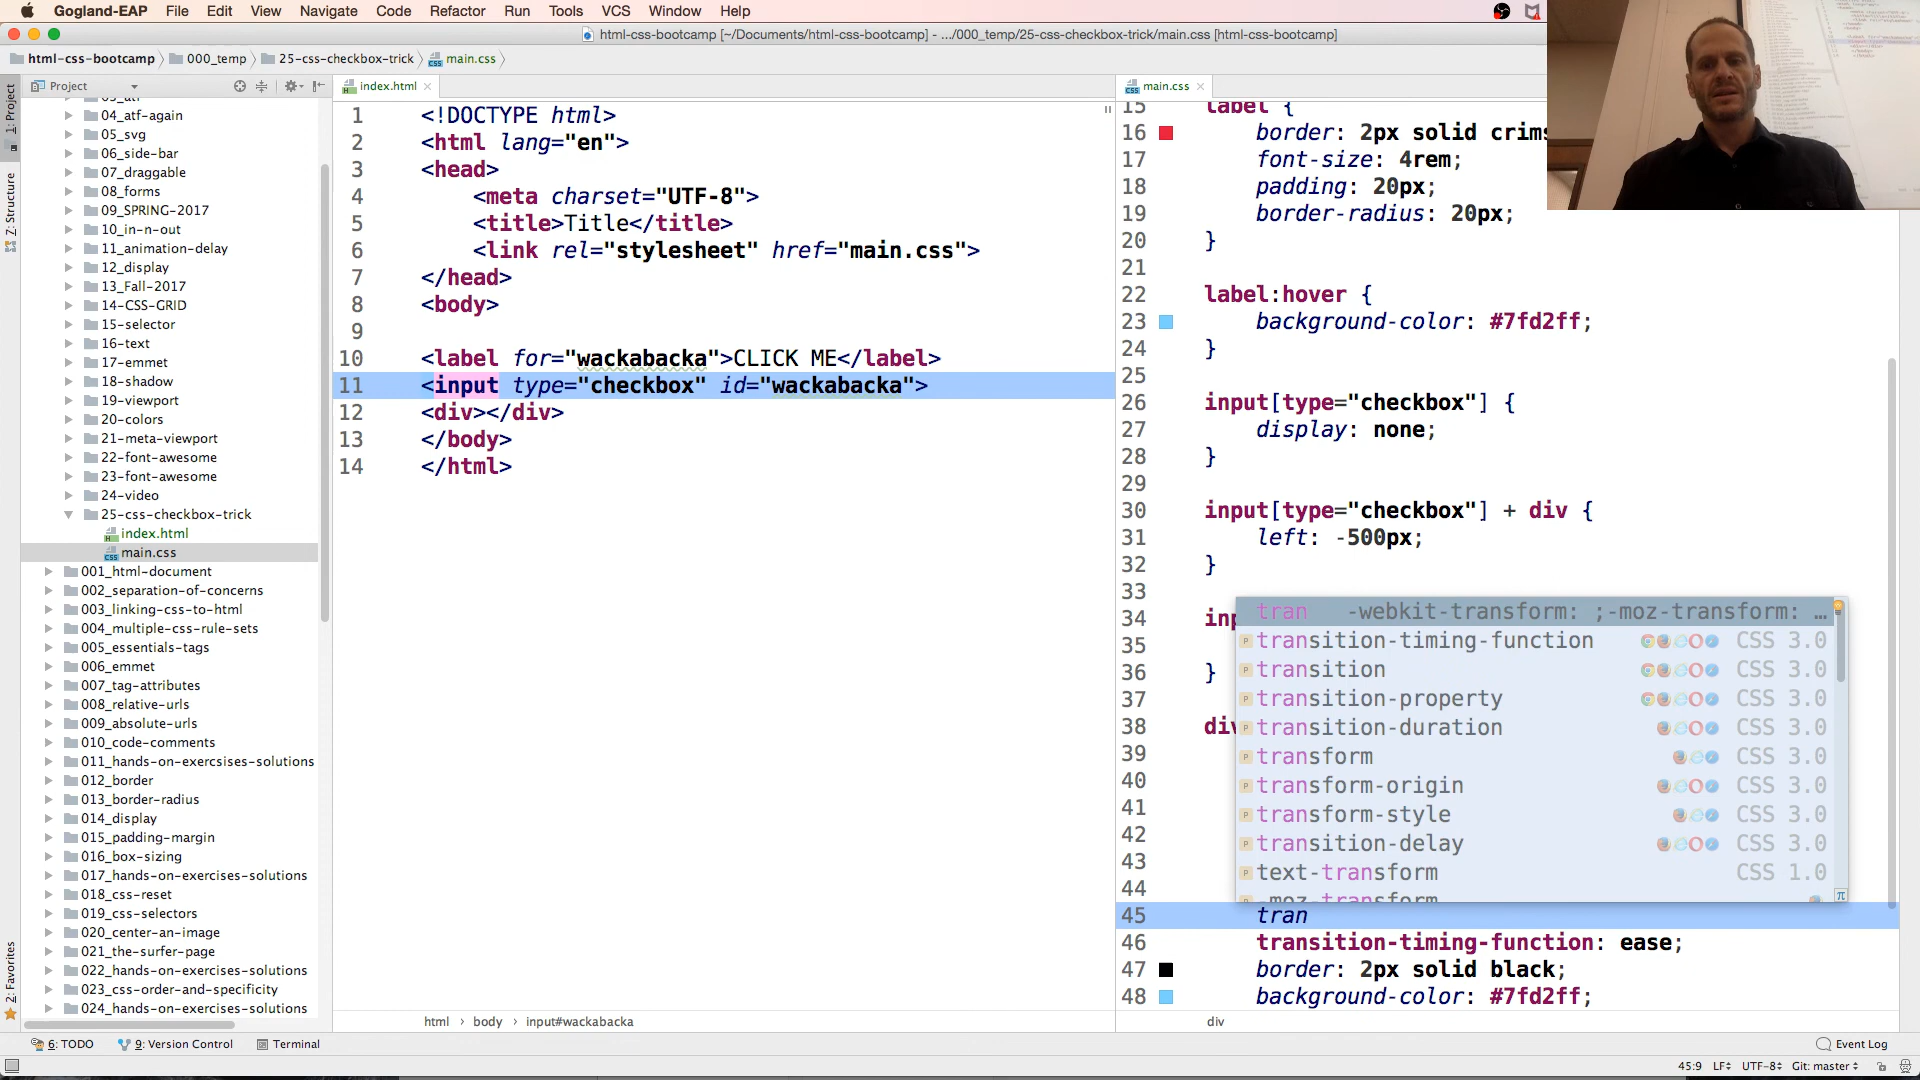 Gogland-EAP File Edit View Navigate Code Refactor Run Tools VCS Window Help
html-css-bootcamp [~/Documents/html-css-bootcamp] - .../000_temp/25-css-checkbox-trick/main.css [html-css-bootcamp]
html-css-bootcamp 000_temp 25-css-checkbox-trick main.css
Project
index.html
main.css
1: Project
Z: Structure
2: Favorites
04_atf-again
05_svg
06_side-bar
07_draggable
08_forms
09_SPRING-2017
10_in-n-out
11_animation-delay
12_display
13_Fall-2017
14-CSS-GRID
15-selector
16-text
17-emmet
18-shadow
19-viewport
20-colors
21-meta-viewport
22-font-awesome
23-font-awesome
24-video
25-css-checkbox-trick
index.html
main.css
001_html-document
002_separation-of-concerns
003_linking-css-to-html
004_multiple-css-rule-sets
005_essentials-tags
006_emmet
007_tag-attributes
008_relative-urls
009_absolute-urls
010_code-comments
011_hands-on-exercsises-solutions
012_border
013_border-radius
014_display
015_padding-margin
016_box-sizing
017_hands-on-exercises-solutions
018_css-reset
019_css-selectors
020_center-an-image
021_the-surfer-page
022_hands-on-exercises-solutions
023_css-order-and-specificity
024_hands-on-exercises-solutions
1 <!DOCTYPE html>
2 <html lang="en">
3 <head>
4 <meta charset="UTF-8">
5 <title>Title</title>
6 <link rel="stylesheet" href="main.css">
7 </head>
8 <body>
9
10 <label for="wackabacka">CLICK ME</label>
11 <input type="checkbox" id="wackabacka">
12 <div></div>
13 </body>
14 </html>
html › body › input#wackabacka
15 label {
16 border: 2px solid crims
17 font-size: 4rem;
18 padding: 20px;
19 border-radius: 20px;
20 }
21
22 label:hover {
23 background-color: #7fd2ff;
24 }
25
26 input[type="checkbox"] {
27 display: none;
28 }
29
30 input[type="checkbox"] + div {
31 left: -500px;
32 }
33
34 inp
35
36 }
37
38 div
39
40
41
42
43
44
45 tran
46 transition-timing-function: ease;
47 border: 2px solid black;
48 background-color: #7fd2ff;
tran -webkit-transform: ;-moz-transform: …
transition-timing-function CSS 3.0
transition CSS 3.0
transition-property CSS 3.0
transition-duration CSS 3.0
transform CSS 3.0
transform-origin CSS 3.0
transform-style CSS 3.0
transition-delay CSS 3.0
text-transform CSS 1.0
-moz-transform
π
div
6: TODO 9: Version Control Terminal Event Log
45:9 LF UTF-8 Git: master